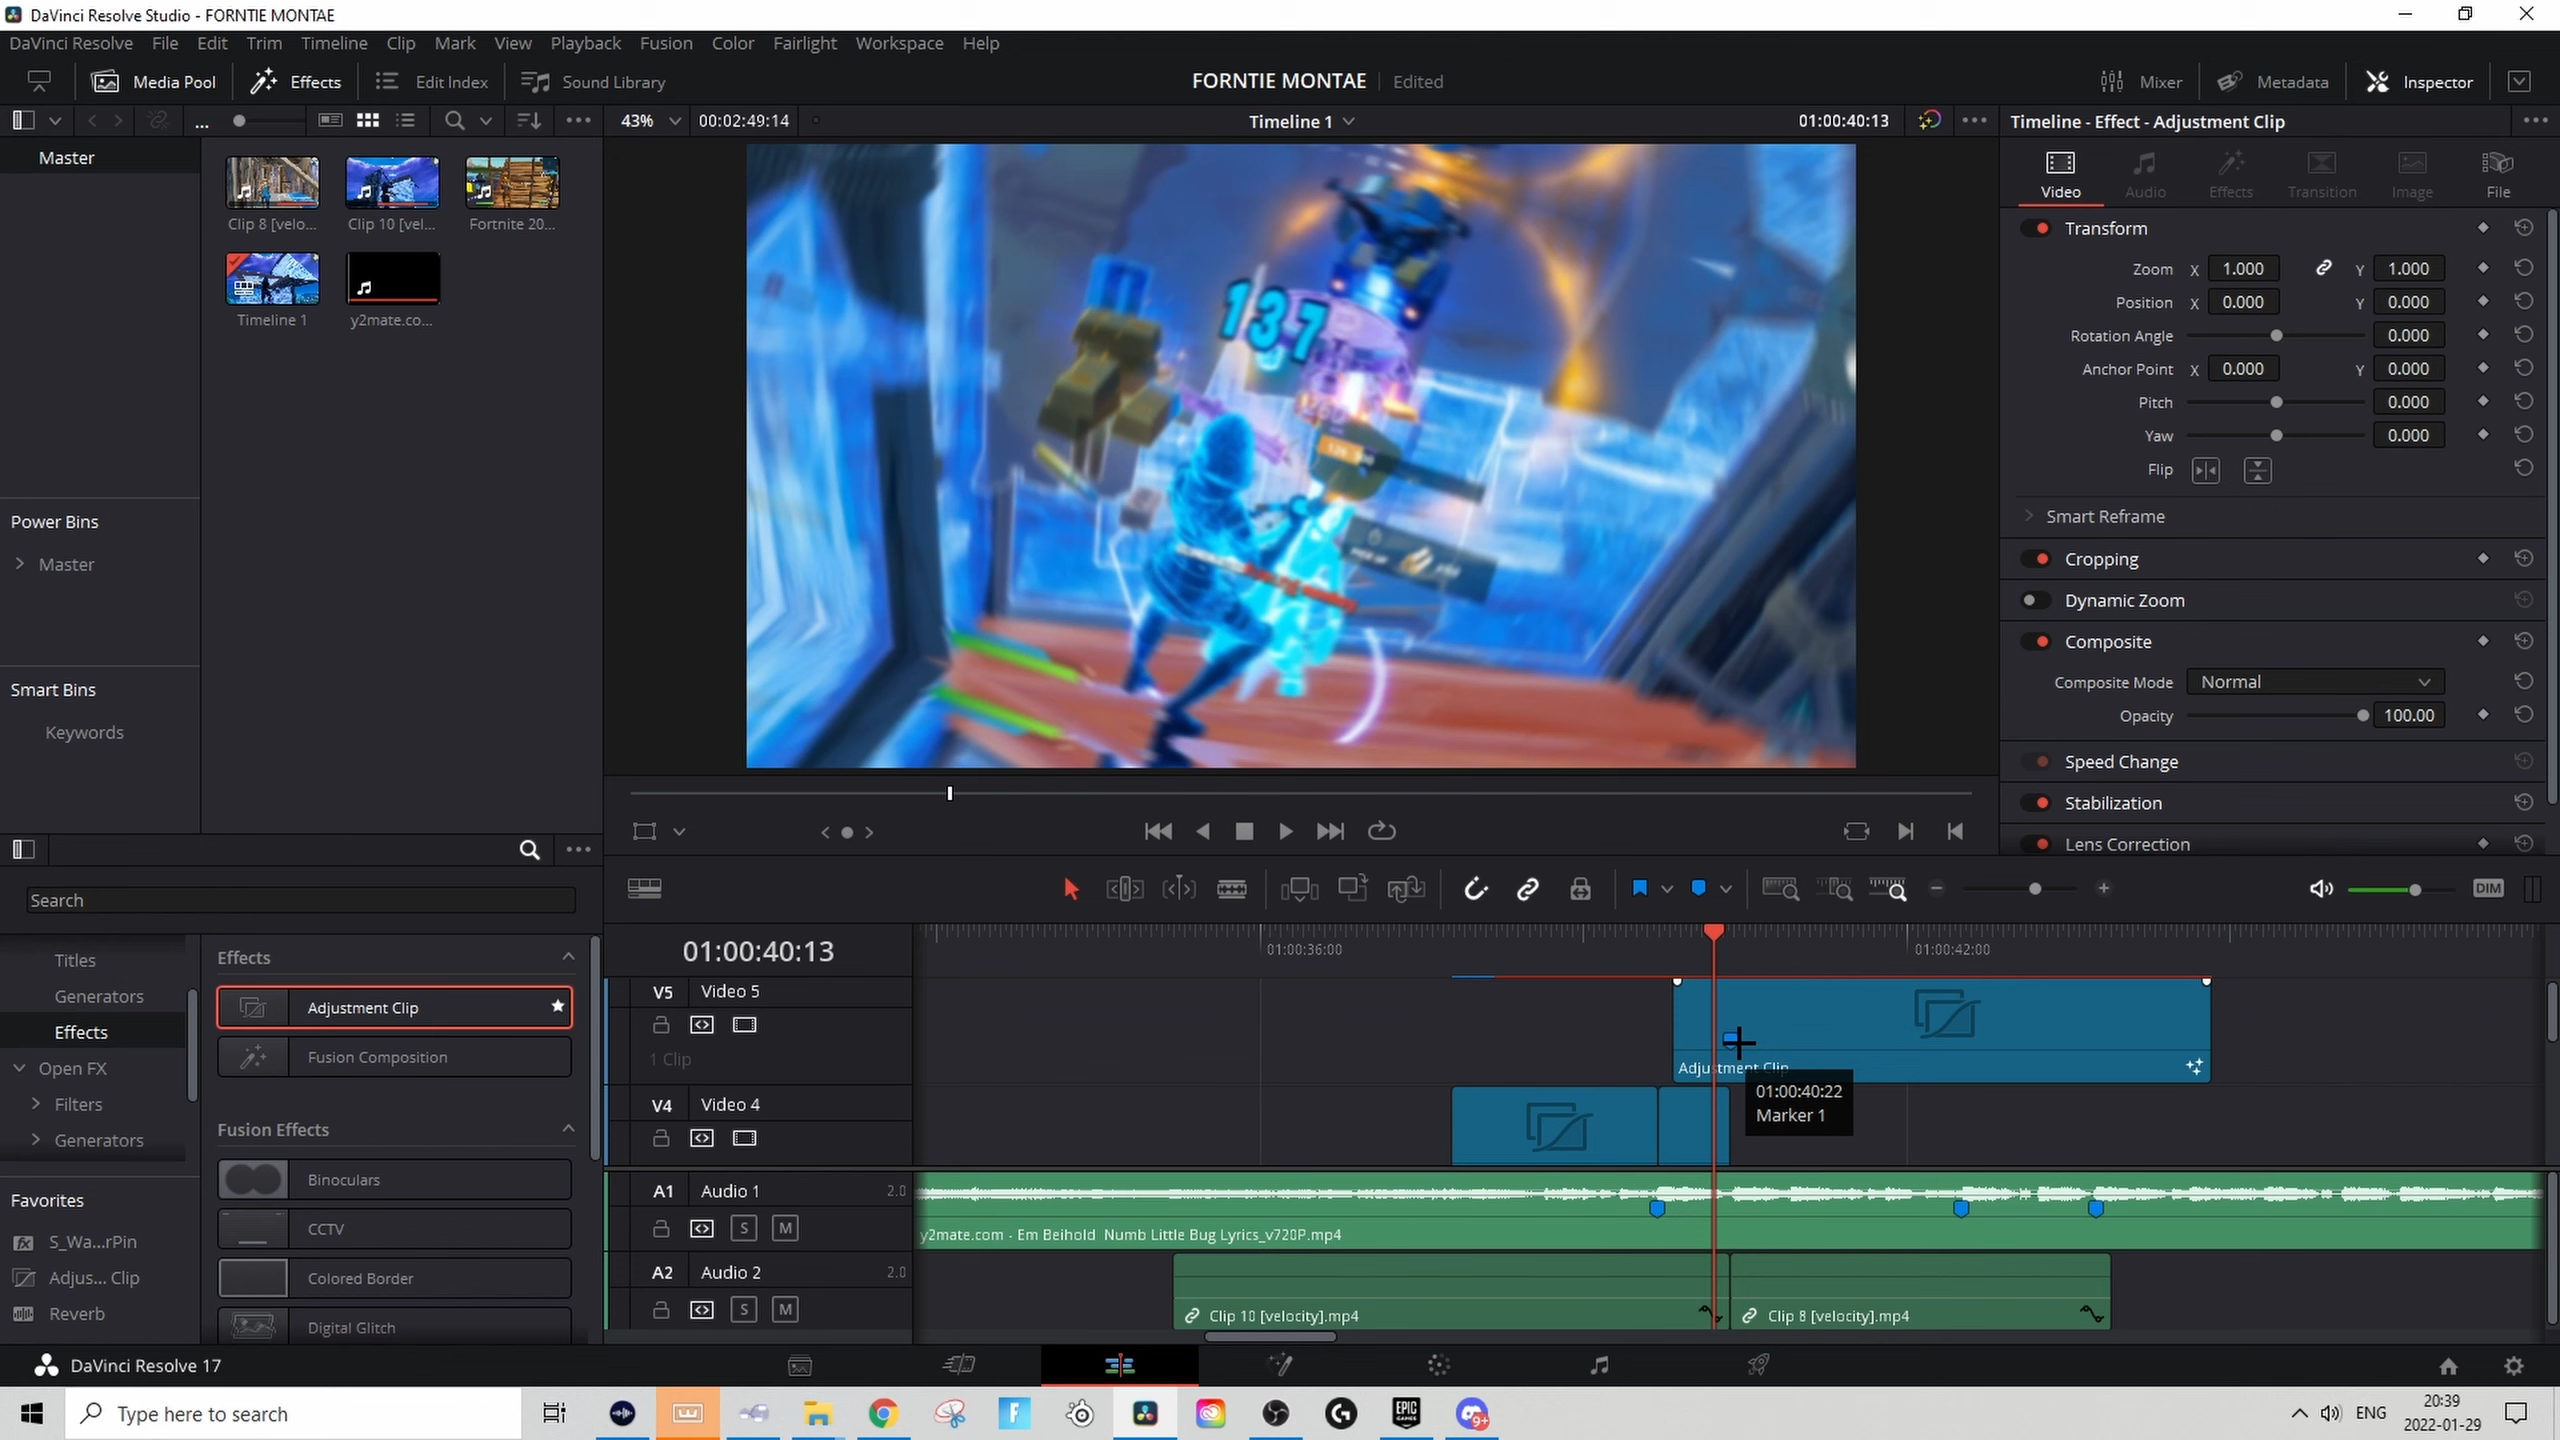 DaVinci Resolve Studio - FORNTIE MONTAE
DaVinci Resolve File Edit Trim Timeline Clip Mark View Playback Fusion Color Fairlight Workspace Help
Media Pool Effects Edit Index Sound Library FORNTIE MONTAE Edited Mixer Metadata Inspector
... 43% 00:02:49:14 Timeline 1 01:00:40:13 Timeline - Effect - Adjustment Clip
Master
Clip 8 [velo... Clip 10 [vel... Fortnite 20...
Timeline 1 y2mate.co...
Power Bins
Master
Smart Bins
Keywords
137
Video Audio Effects Transition Image File
Transform
Zoom X 1.000 Y 1.000
Position X 0.000 Y 0.000
Rotation Angle 0.000
Anchor Point X 0.000 Y 0.000
Pitch 0.000
Yaw 0.000
Flip
Smart Reframe
Cropping
Dynamic Zoom
Composite
Composite Mode Normal
Opacity 100.00
Speed Change
Stabilization
Lens Correction
Search
Titles
Generators
Effects
Open FX
Filters
Generators
Favorites
S_Wa...rPin
Adjus... Clip
Reverb
Effects
Adjustment Clip
Fusion Composition
Fusion Effects
Binoculars
CCTV
Colored Border
Digital Glitch
DIM
01:00:40:13 01:00:36:00 01:00:42:00
V5 Video 5
1 Clip
Adjustment Clip
01:00:40:22
Marker 1
V4 Video 4
A1 Audio 1 2.0
S M
y2mate.com - Em Beihold Numb Little Bug Lyrics_v720P.mp4
A2 Audio 2 2.0
S M
Clip 10 [velocity].mp4 Clip 8 [velocity].mp4
DaVinci Resolve 17
Type here to search
EPIC GAMES
9+
ENG
20:39
2022-01-29